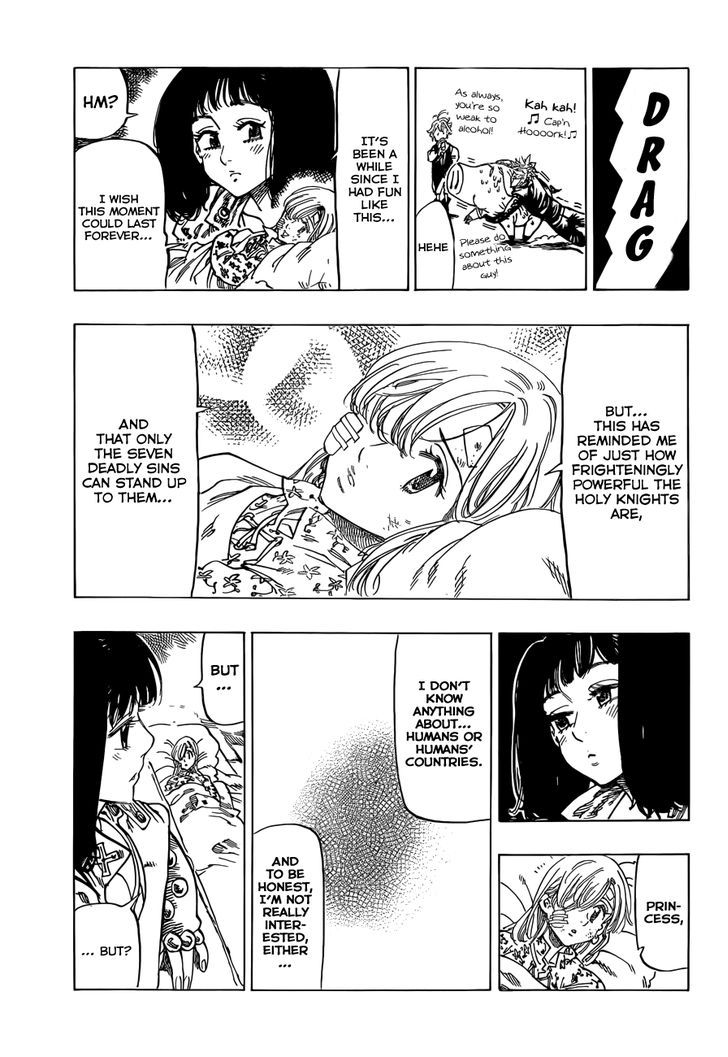 DRAG
Kah kah!
♫ Cap'n
Hoooork!♫
As always,
you're so
weak to
alcohol!
Please do
something
about this
guy!
HEHE
IT'S
BEEN A
WHILE
SINCE I
HAD FUN
LIKE
THIS...
HM?
I WISH
THIS MOMENT
COULD LAST
FOREVER...
BUT...
THIS HAS
REMINDED ME
OF JUST HOW
FRIGHTENINGLY
POWERFUL THE
HOLY KNIGHTS
ARE,
AND
THAT ONLY
THE SEVEN
DEADLY SINS
CAN STAND UP
TO THEM...
PRIN-
CESS,
I DON'T
KNOW
ANYTHING
ABOUT...
HUMANS OR
HUMANS'
COUNTRIES.
AND
TO BE
HONEST,
I'M NOT
REALLY
INTER-
ESTED,
EITHER
...
BUT
...
... BUT?